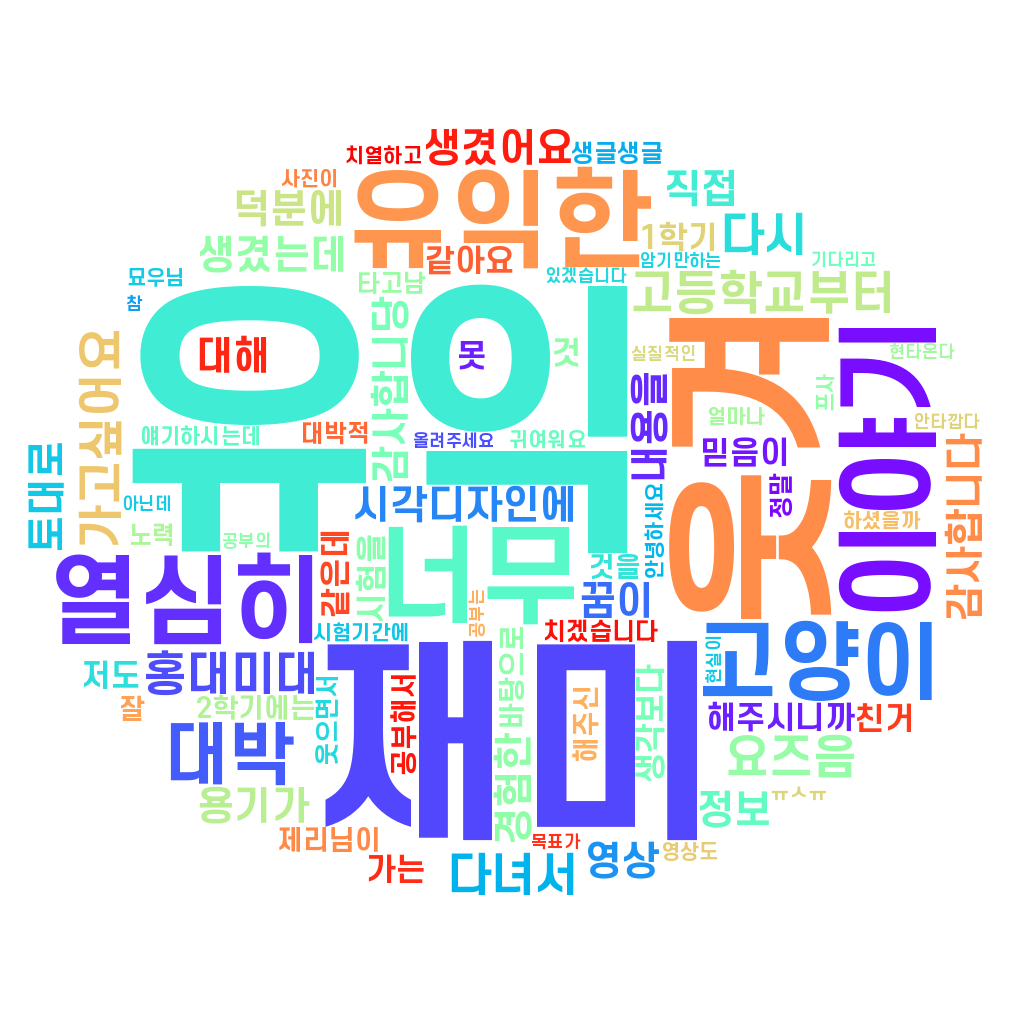 치열하고
생겼어요
생글생글
사진이
유익한
직접
덕분에
1학기
다시
생겼는데
같아요
암기만하는
기다리고
묘우님
타고남
있겠습니다
고등학교부터
참
유익
감사합니당
웃겨
이야기
대해
못
것
실질적인
현타온다
가고싶어요
내용을
프사
얼마나
안타깝다
얘기하시는데
대박적
올려주세요
귀여워요
믿음이
토대로
감사합니다
정말
시각디자인에
안녕하세요
아닌데
하셨을까
노력
공부의
너무
열심히
같은데
시험을
것을
꿈이
공부는
시험기간에
치겠습니다
고양이
현실이
저도
홍대미대
재미
바탕으로
생각보다
웃으면서
공부해서
해주신
잘
2학기에는
해주시니까
친거
대박
경험한
요즈음
용기가
정보
ㅠㅅㅠ
제리님이
목표가
영상
영상도
가는
다녀서